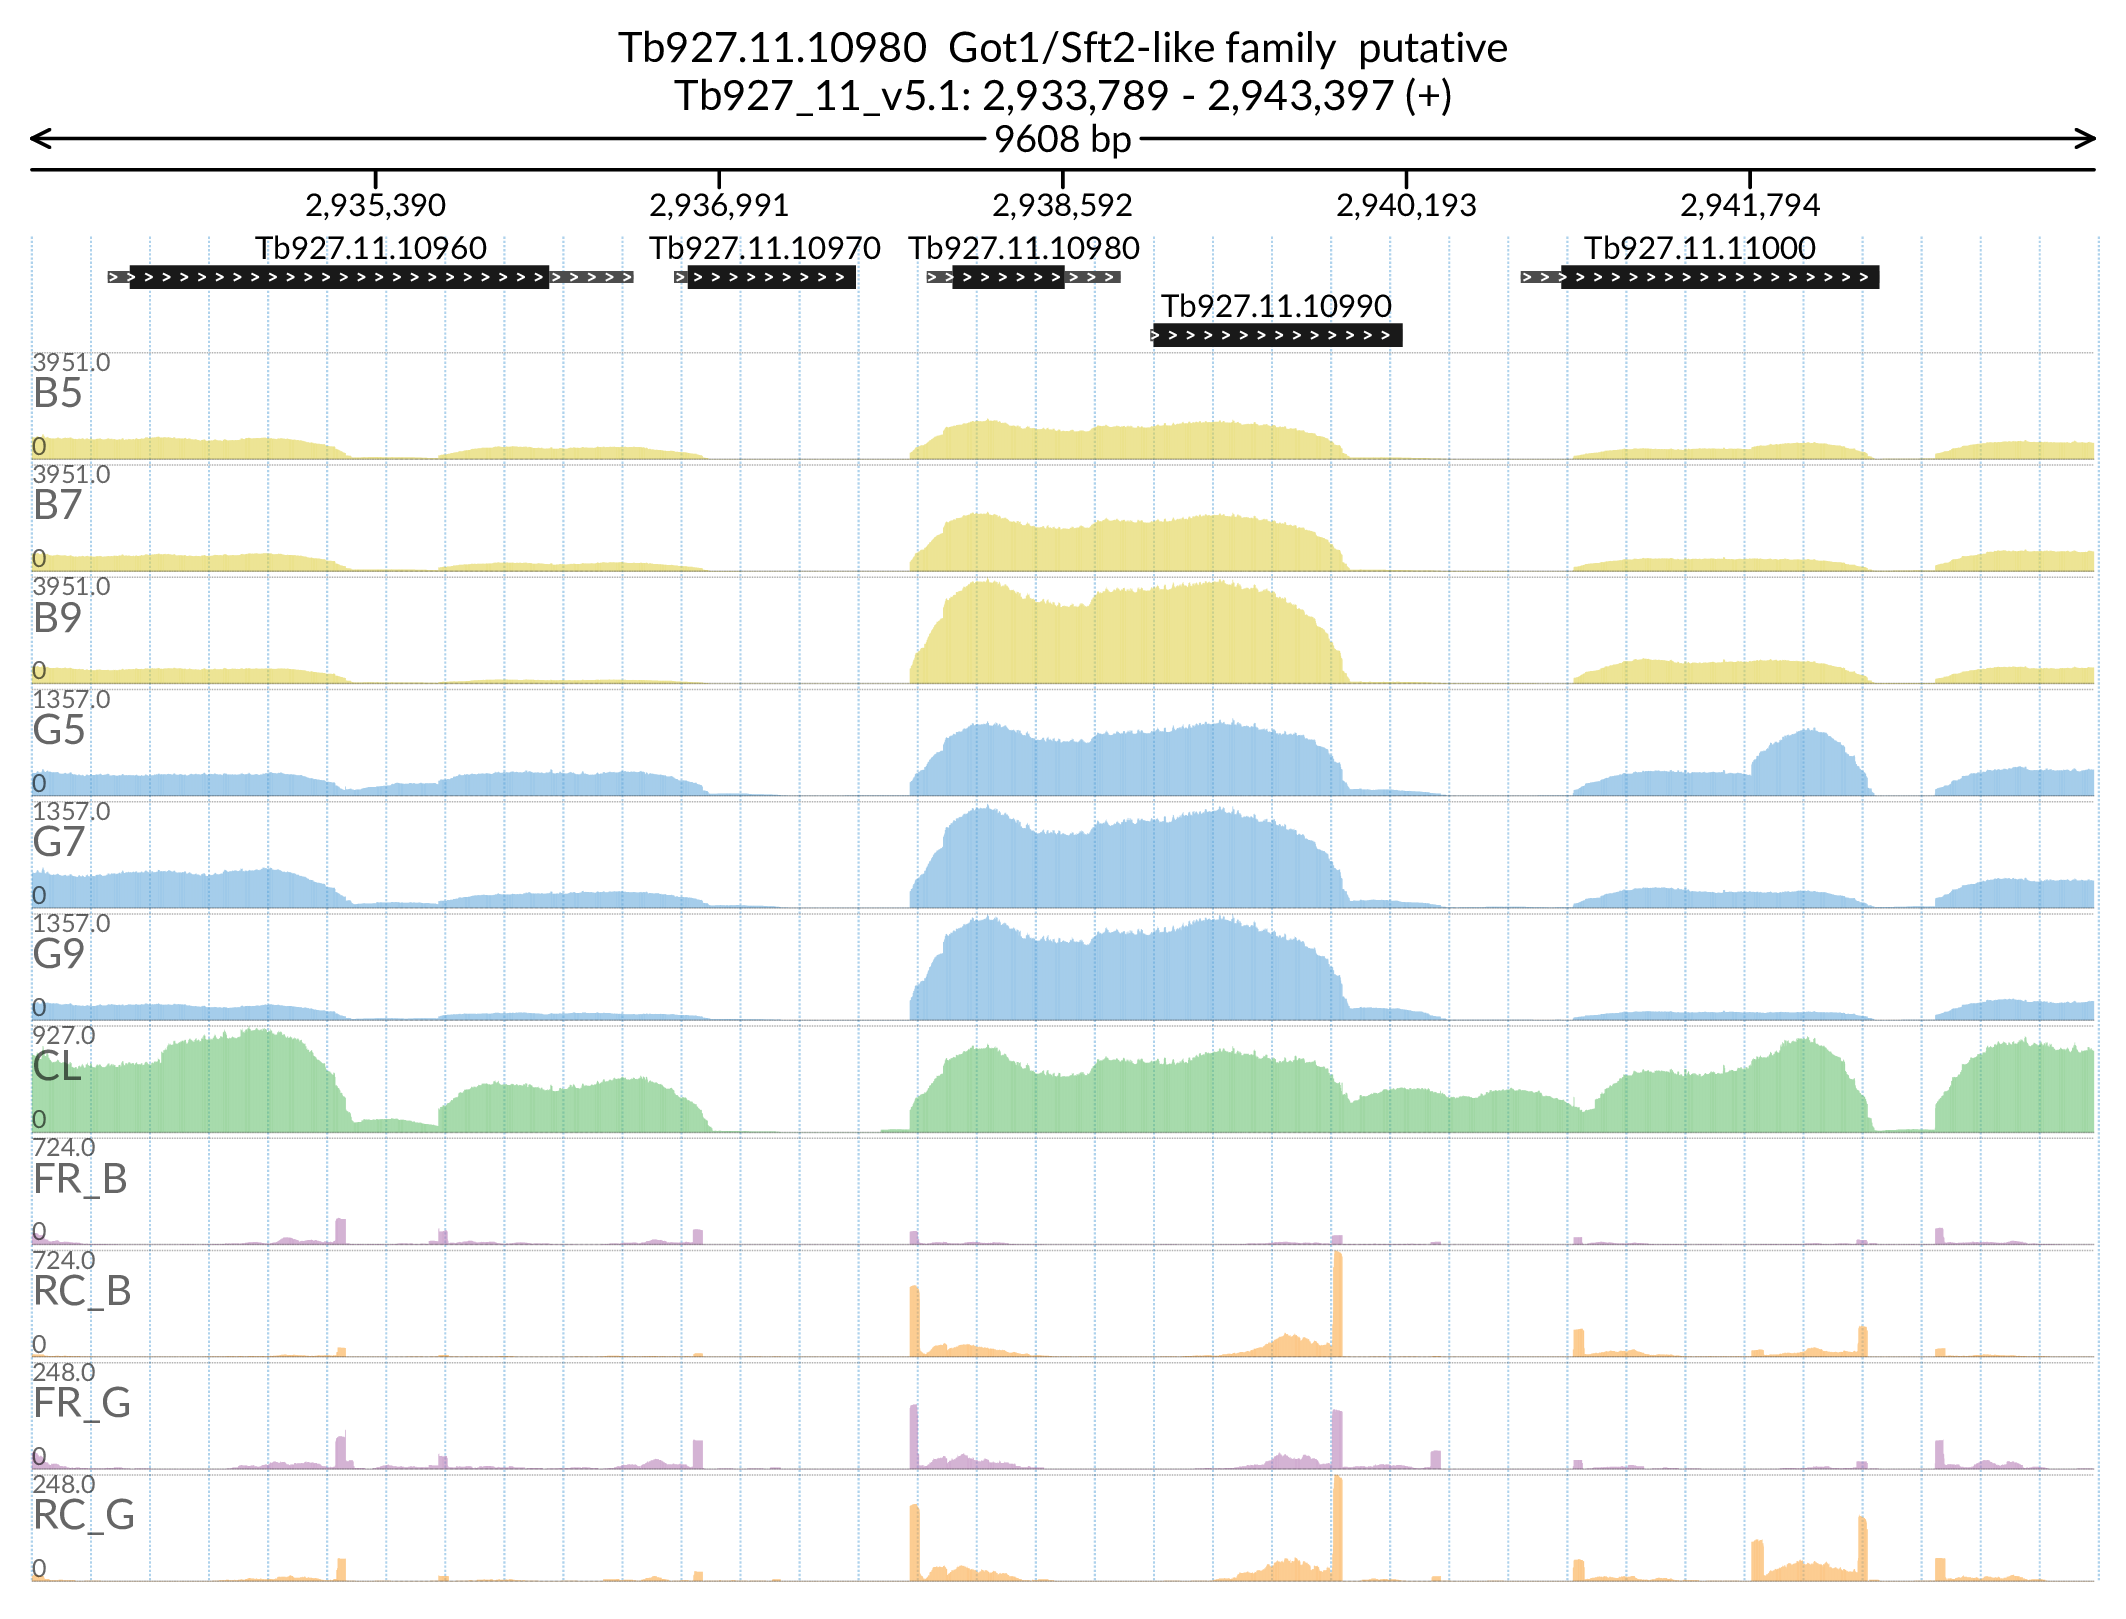 Tb927.11.10980 Got1/Sft2-like family putative
Tb927_11_v5.1: 2,933,789 - 2,943,397 (+)
9608 bp
2,935,390 2,936,991 2,938,592 2,940,193 2,941,794
Tb927.11.10960 Tb927.11.10970 Tb927.11.10980 Tb927.11.11000
Tb927.11.10990
3951.0
B5
0
3951.0
B7
0
3951.0
B9
0
1357.0
G5
0
1357.0
G7
0
1357.0
G9
0
927.0
CL
0
724.0
FR_B
0
724.0
RC_B
0
248.0
FR_G
0
248.0
RC_G
0